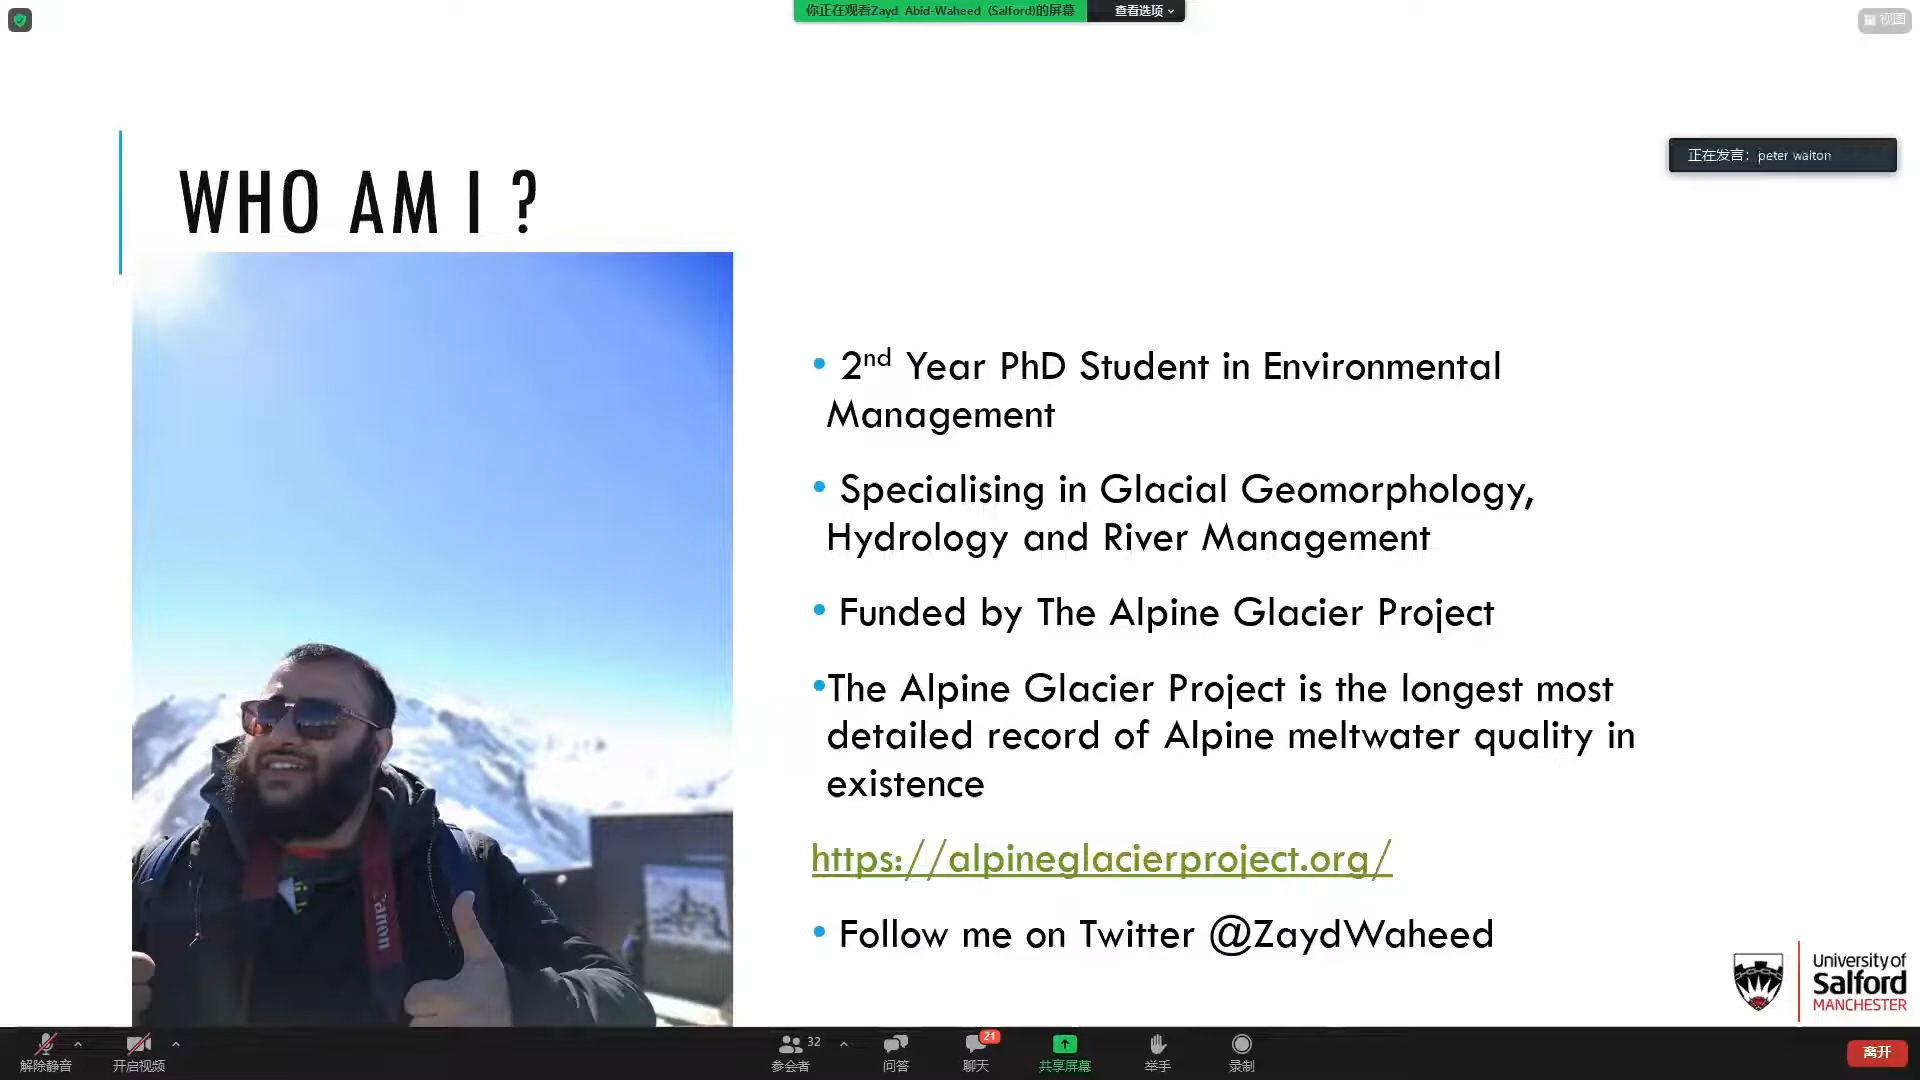 你正在观看Zayd Abid-Waheed (Salford)的屏幕
查看选项
视图
正在发言: peter walton
WHO AM I ?
• 2nd Year PhD Student in Environmental
Management
• Specialising in Glacial Geomorphology,
Hydrology and River Management
• Funded by The Alpine Glacier Project
•The Alpine Glacier Project is the longest most
detailed record of Alpine meltwater quality in
existence
https://alpineglacierproject.org/
• Follow me on Twitter @ZaydWaheed
Canon
University of
Salford
MANCHESTER
解除静音
开启视频
32
参会者
问答
21
聊天
共享屏幕
举手
录制
离开